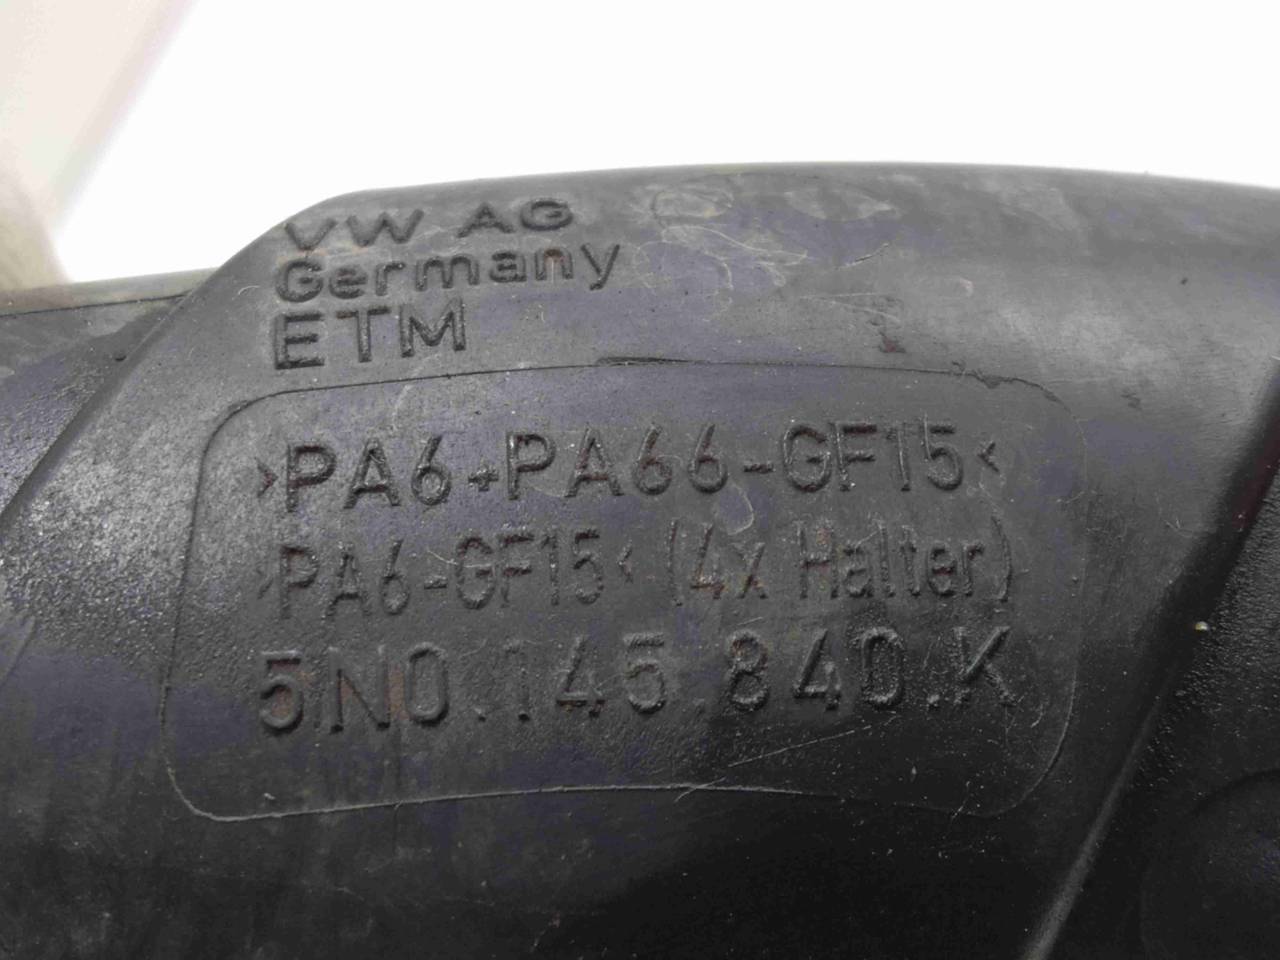 VW AG
Germany
ETM
>PA6+PA66-GF15<
>PA6-GF15< (4x Halter)
5N0.145.840.K